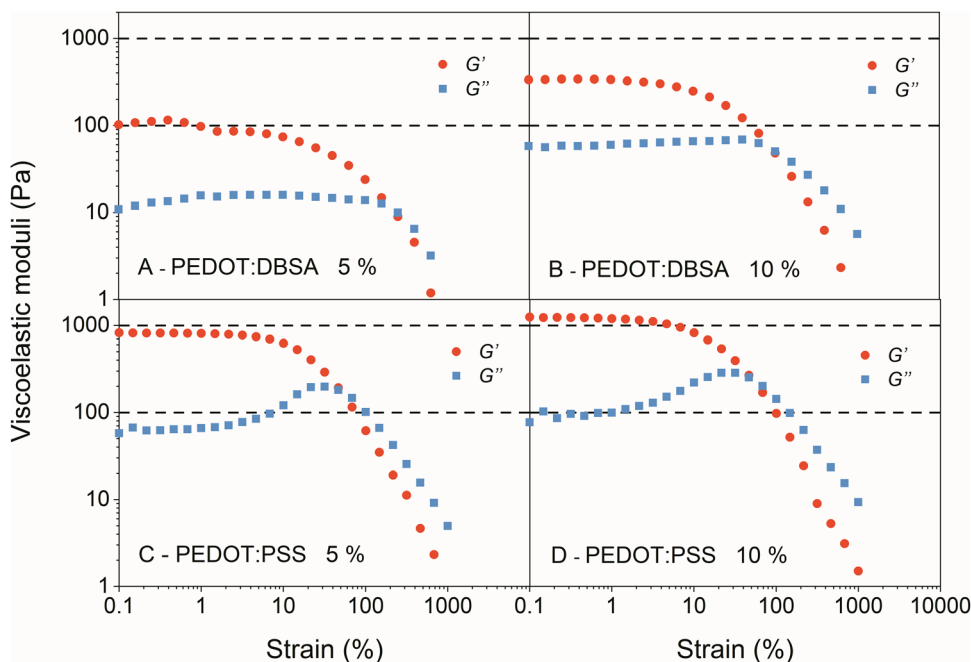 Viscoelastic moduli (Pa)
1000
100
10
1
G’
G’’
A - PEDOT:DBSA 5 %
G’
G’’
B - PEDOT:DBSA 10 %
1000
100
10
1
G’
G’’
C - PEDOT:PSS 5 %
G’
G’’
D - PEDOT:PSS 10 %
0.1 1 10 100 1000
0.1 1 10 100 1000 10000
Strain (%) Strain (%)